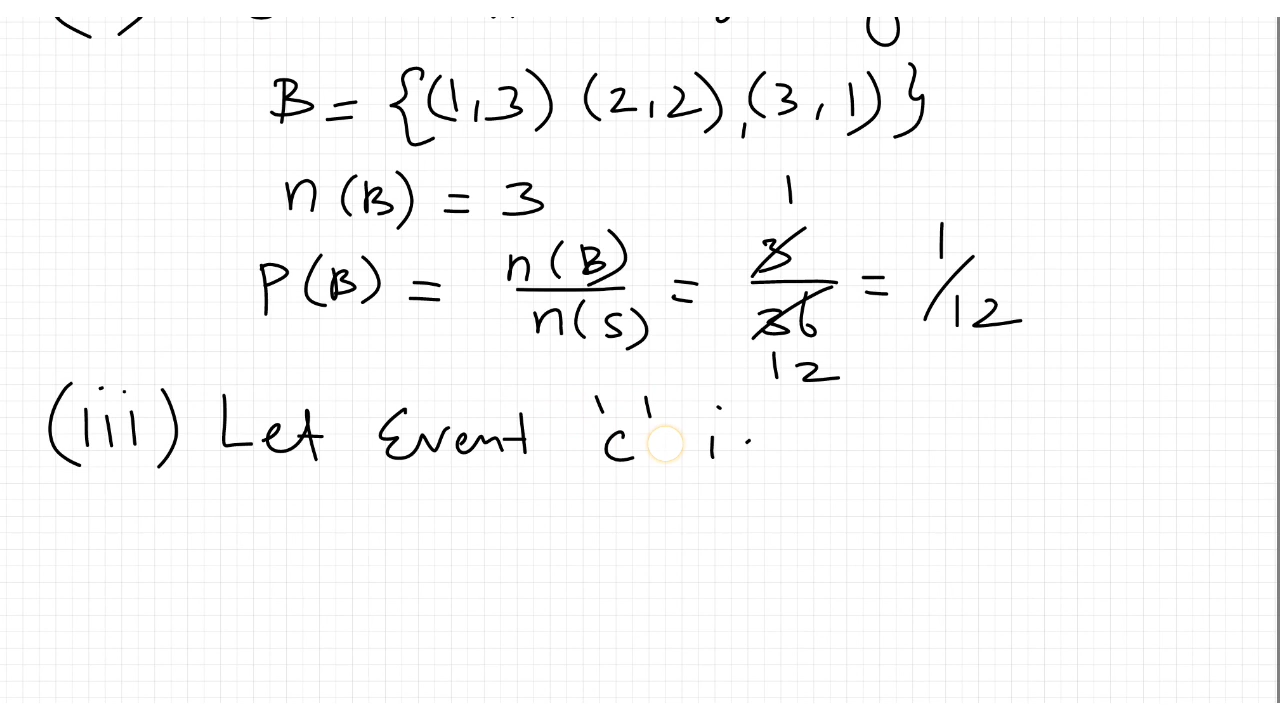 B = {(1,3) (2,2), (3,1)}
n(B) = 3
P(B) = n(B)/n(S) = 3/36 = 1/12
1
12
(iii) Let Event 'c' i